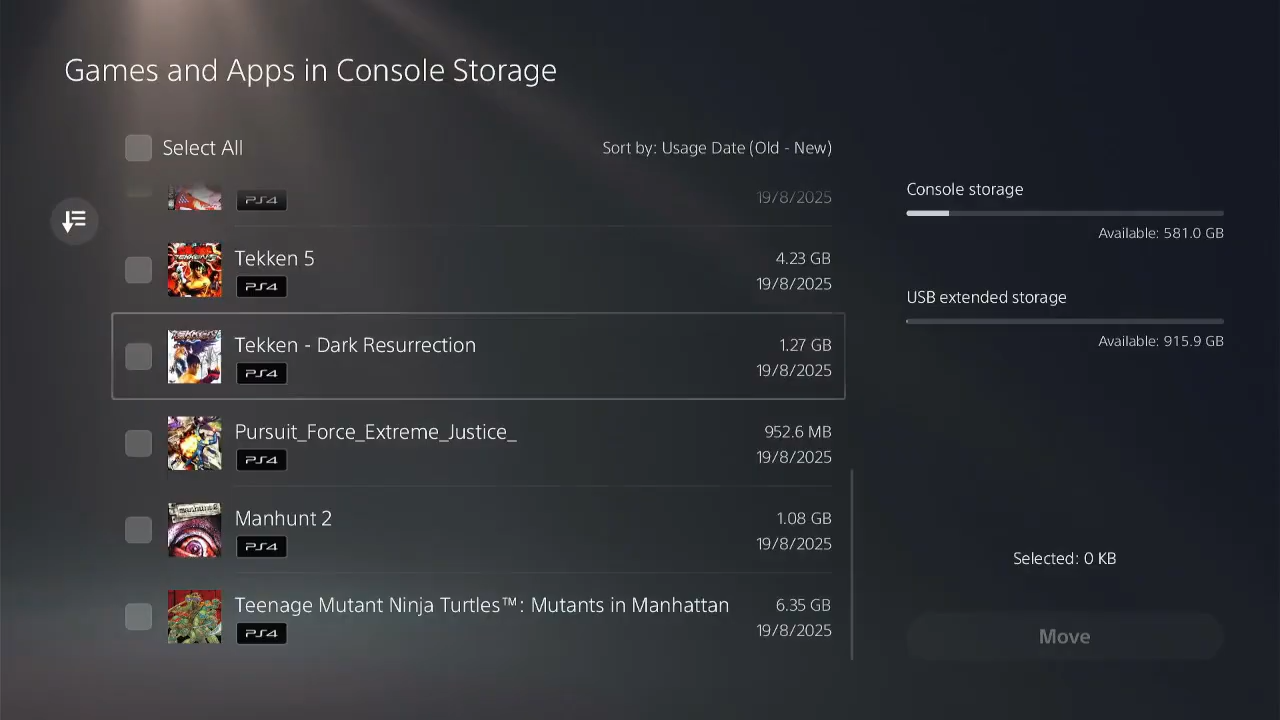 Games and Apps in Console Storage
Select All
Sort by: Usage Date (Old - New)
PS4
19/8/2025
Tekken 5
4.23 GB
PS4
19/8/2025
Tekken - Dark Resurrection
1.27 GB
PS4
19/8/2025
Pursuit_Force_Extreme_Justice_
952.6 MB
PS4
19/8/2025
Manhunt 2
1.08 GB
PS4
19/8/2025
Teenage Mutant Ninja Turtles™: Mutants in Manhattan
6.35 GB
PS4
19/8/2025
Console storage
Available: 581.0 GB
USB extended storage
Available: 915.9 GB
Selected: 0 KB
Move